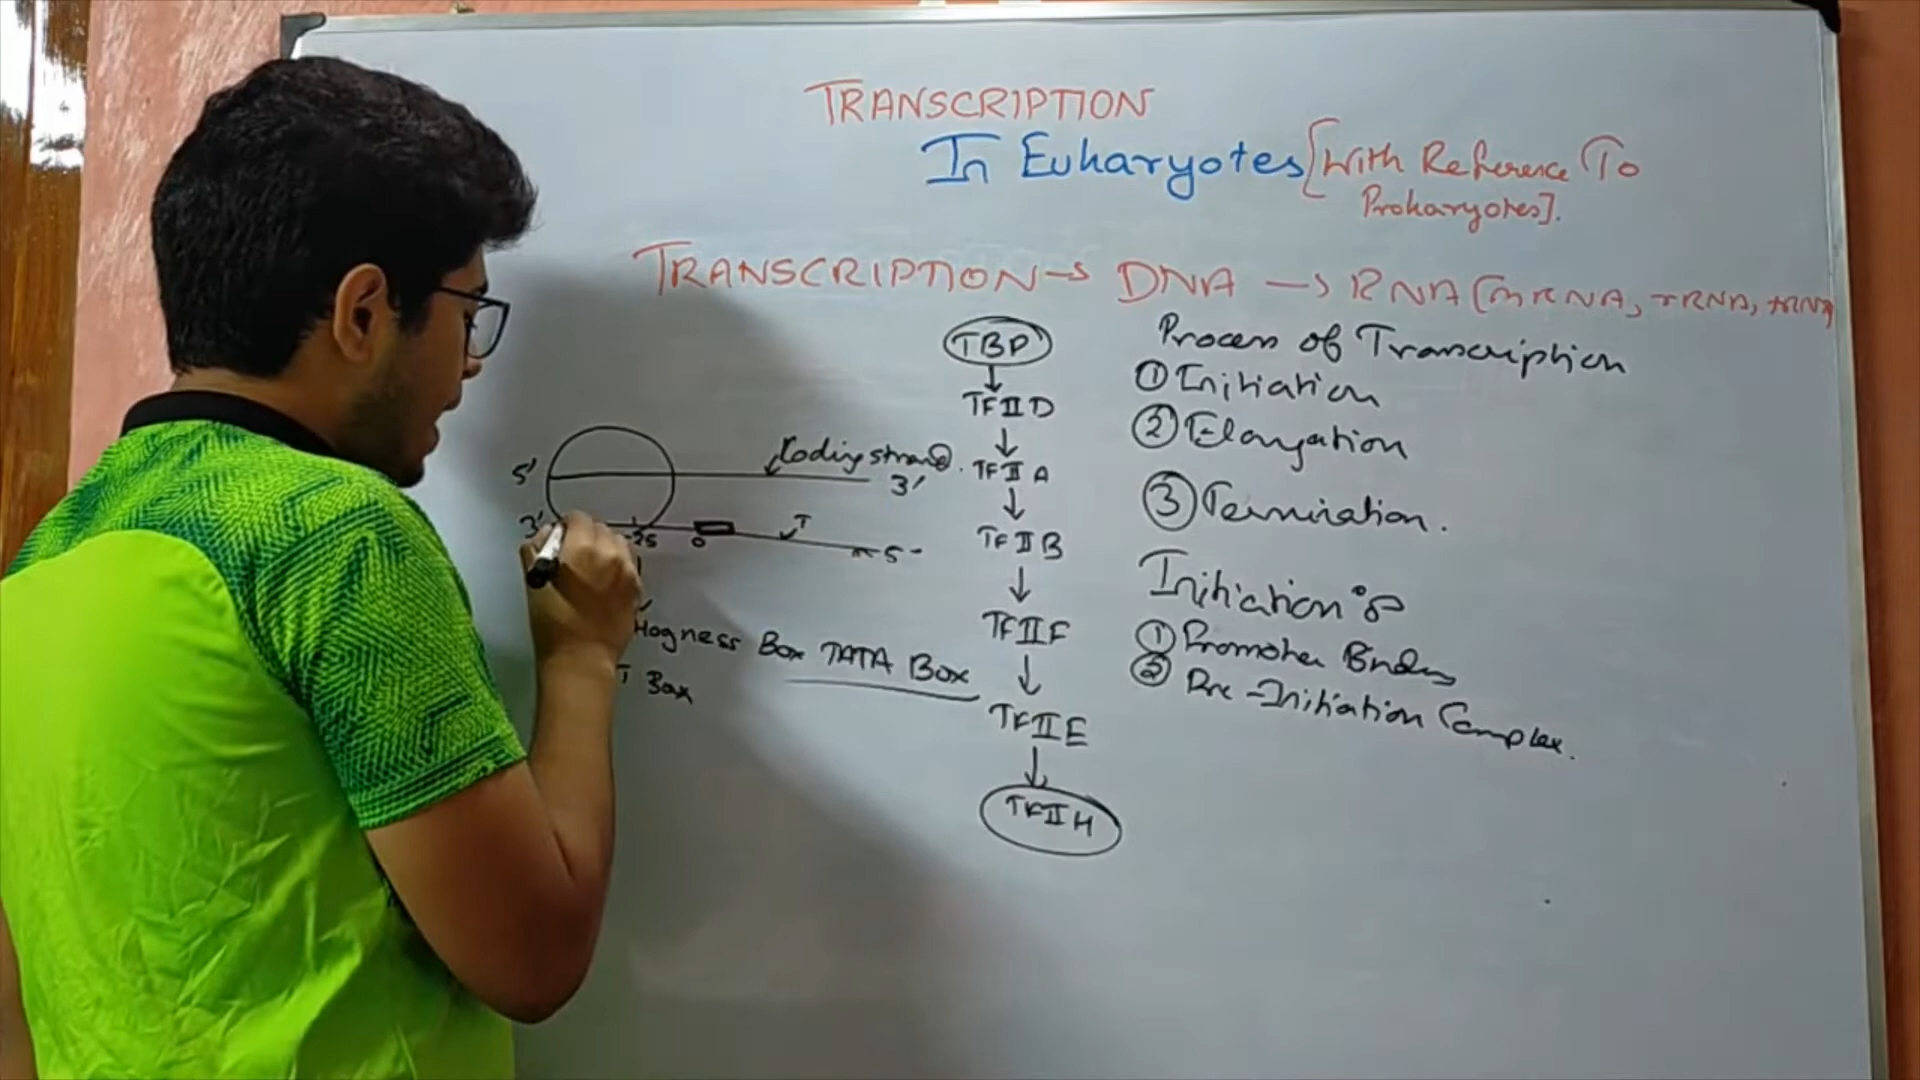 TRANSCRIPTION
In Eukaryotes [With Reference To
Prokaryotes].
TRANSCRIPTION → DNA → RNA (mRNA, rRNA, tRNA)
TBP
↓
TFIID
↓
TFIIA
↓
TFIIB
↓
TFIIF
↓
TFIIE
↓
TFIIH
5' Coding strand. 3'
3' -25 0 T 5-
Hogness Box TATA Box
T Box
Process of Transcription
① Initiation
② Elongation
③ Termination.
Initiation :-
① Promoter Binding
② Pre-Initiation Complex.